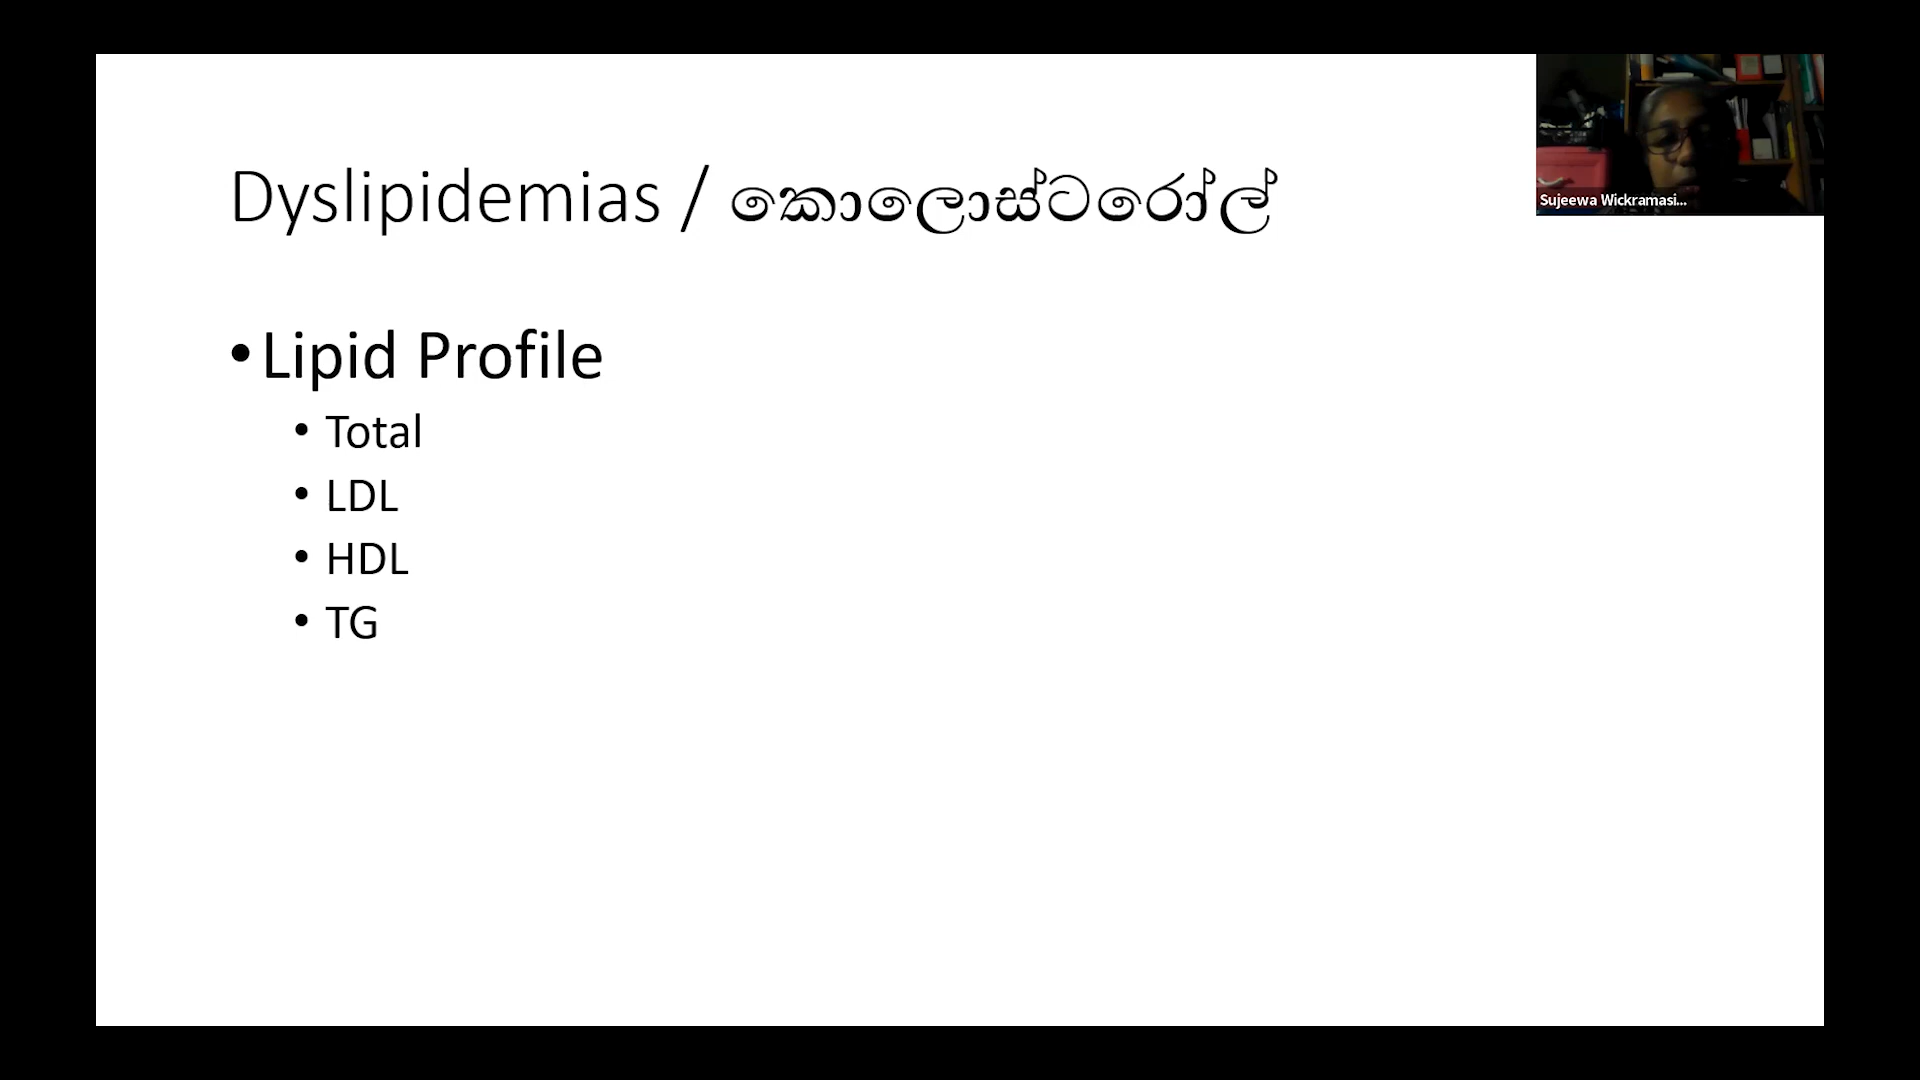 Dyslipidemias / කොලොස්ටරෝල්
Sujeewa Wickramasi...
• Lipid Profile
• Total
• LDL
• HDL
• TG